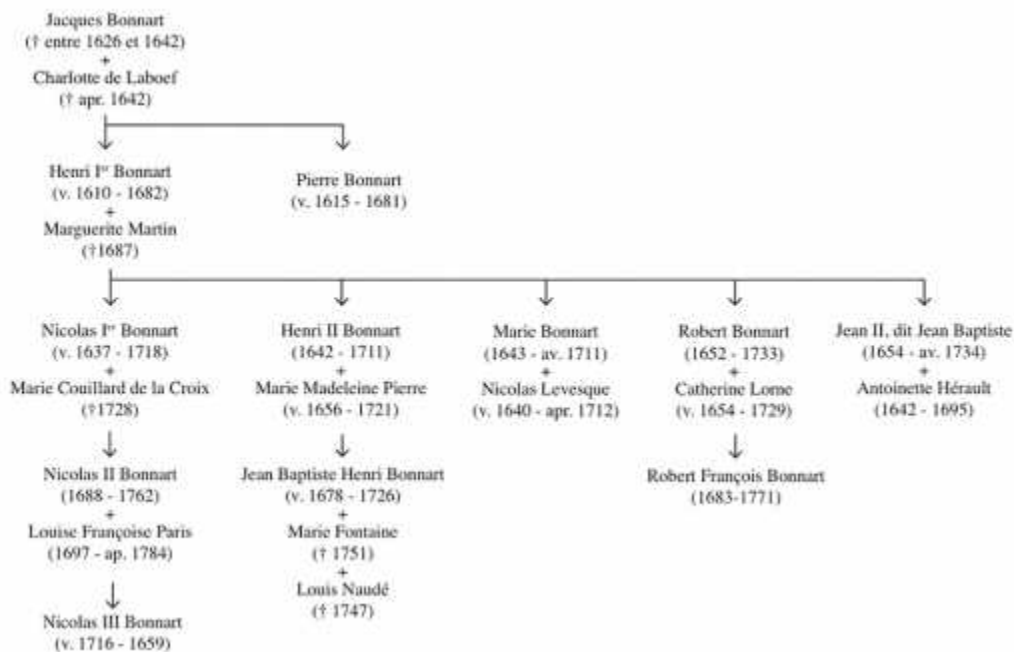 Jacques Bonnart
(† entre 1626 et 1642)
+
Charlotte de Laboef
(† apr. 1642)
Henri Iᵉʳ Bonnart
(v. 1610 - 1682)
+
Marguerite Martin
(†1687)
Pierre Bonnart
(v. 1615 - 1681)
Nicolas Iᵉʳ Bonnart
(v. 1637 - 1718)
+
Marie Couillard de la Croix
(†1728)
Nicolas II Bonnart
(1688 - 1762)
+
Louise Françoise Paris
(1697 - ap. 1784)
Nicolas III Bonnart
(v. 1716 - 1659)
Henri II Bonnart
(1642 - 1711)
+
Marie Madeleine Pierre
(v. 1656 - 1721)
Jean Baptiste Henri Bonnart
(v. 1678 - 1726)
+
Marie Fontaine
(† 1751)
+
Louis Naudé
(† 1747)
Marie Bonnart
(1643 - av. 1711)
+
Nicolas Levesque
(v. 1640 - apr. 1712)
Robert Bonnart
(1652 - 1733)
+
Catherine Lorne
(v. 1654 - 1729)
Robert François Bonnart
(1683-1771)
Jean II, dit Jean Baptiste
(1654 - av. 1734)
+
Antoinette Hérault
(1642 - 1695)